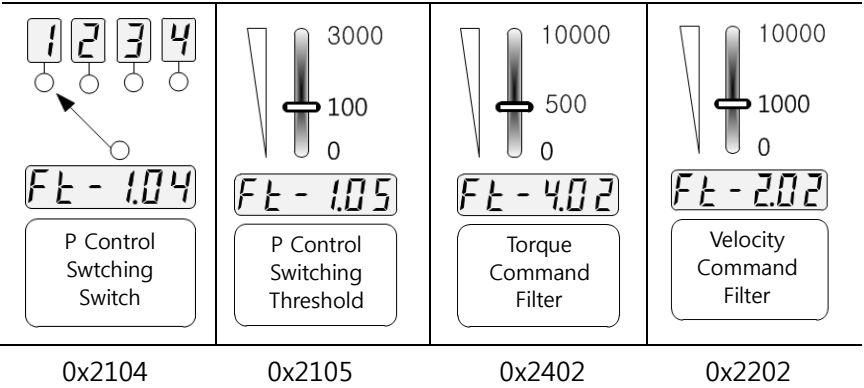 1 2 3 4
Ft - 1.04
P Control
Swtching
Switch
0x2104
3000
100
0
Ft - 1.05
P Control
Switching
Threshold
0x2105
10000
500
0
Ft - 4.02
Torque
Command
Filter
0x2402
10000
1000
0
Ft - 2.02
Velocity
Command
Filter
0x2202